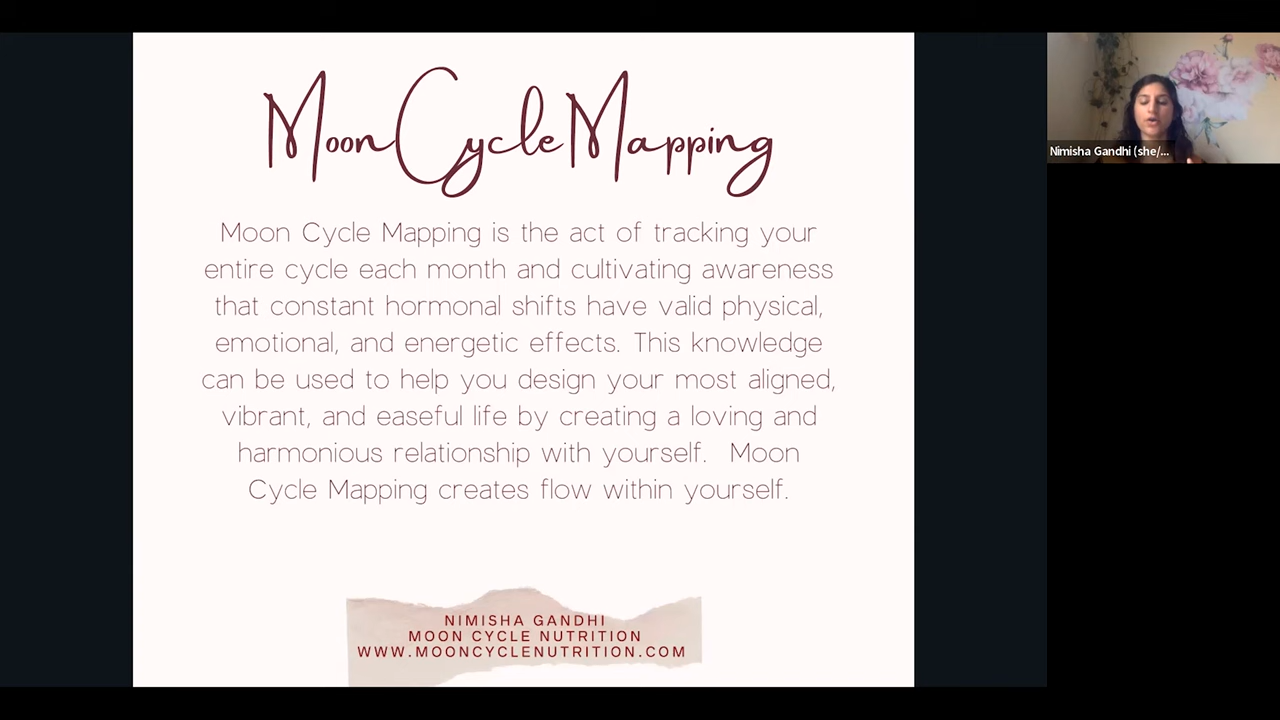 Moon Cycle Mapping
Moon Cycle Mapping is the act of tracking your
entire cycle each month and cultivating awareness
that constant hormonal shifts have valid physical,
emotional, and energetic effects. This knowledge
can be used to help you design your most aligned,
vibrant, and easeful life by creating a loving and
harmonious relationship with yourself.  Moon
Cycle Mapping creates flow within yourself.
NIMISHA GANDHI
MOON CYCLE NUTRITION
WWW.MOONCYCLENUTRITION.COM
Nimisha Gandhi (she/...